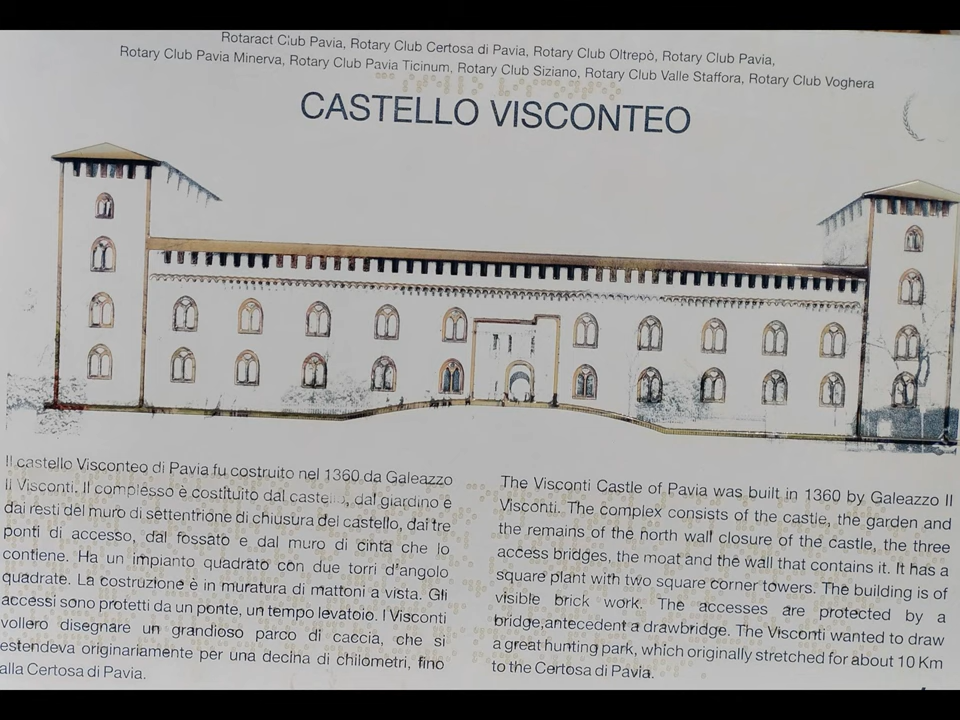 Rotaract Club Pavia, Rotary Club Certosa di Pavia, Rotary Club Oltrepò, Rotary Club Pavia,
Rotary Club Pavia Minerva, Rotary Club Pavia Ticinum, Rotary Club Siziano, Rotary Club Valle Staffora, Rotary Club Voghera
CASTELLO VISCONTEO
Il castello Visconteo di Pavia fu costruito nel 1360 da Galeazzo
II Visconti. Il complesso è costituito dal castello, dal giardino e
dai resti del muro di settentrione di chiusura del castello, dai tre
ponti di accesso, dal fossato e dal muro di cinta che lo
contiene. Ha un impianto quadrato con due torri d'angolo
quadrate. La costruzione è in muratura di mattoni a vista. Gli
accessi sono protetti da un ponte, un tempo levatoio. I Visconti
vollero disegnare un grandioso parco di caccia, che si
estendeva originariamente per una decina di chilometri, fino
alla Certosa di Pavia.
The Visconti Castle of Pavia was built in 1360 by Galeazzo II
Visconti. The complex consists of the castle, the garden and
the remains of the north wall closure of the castle, the three
access bridges, the moat and the wall that contains it. It has a
square plant with two square corner towers. The building is of
visible brick work. The accesses are protected by a
bridge,antecedent a drawbridge. The Visconti wanted to draw
a great hunting park, which originally stretched for about 10 Km
to the Certosa di Pavia.